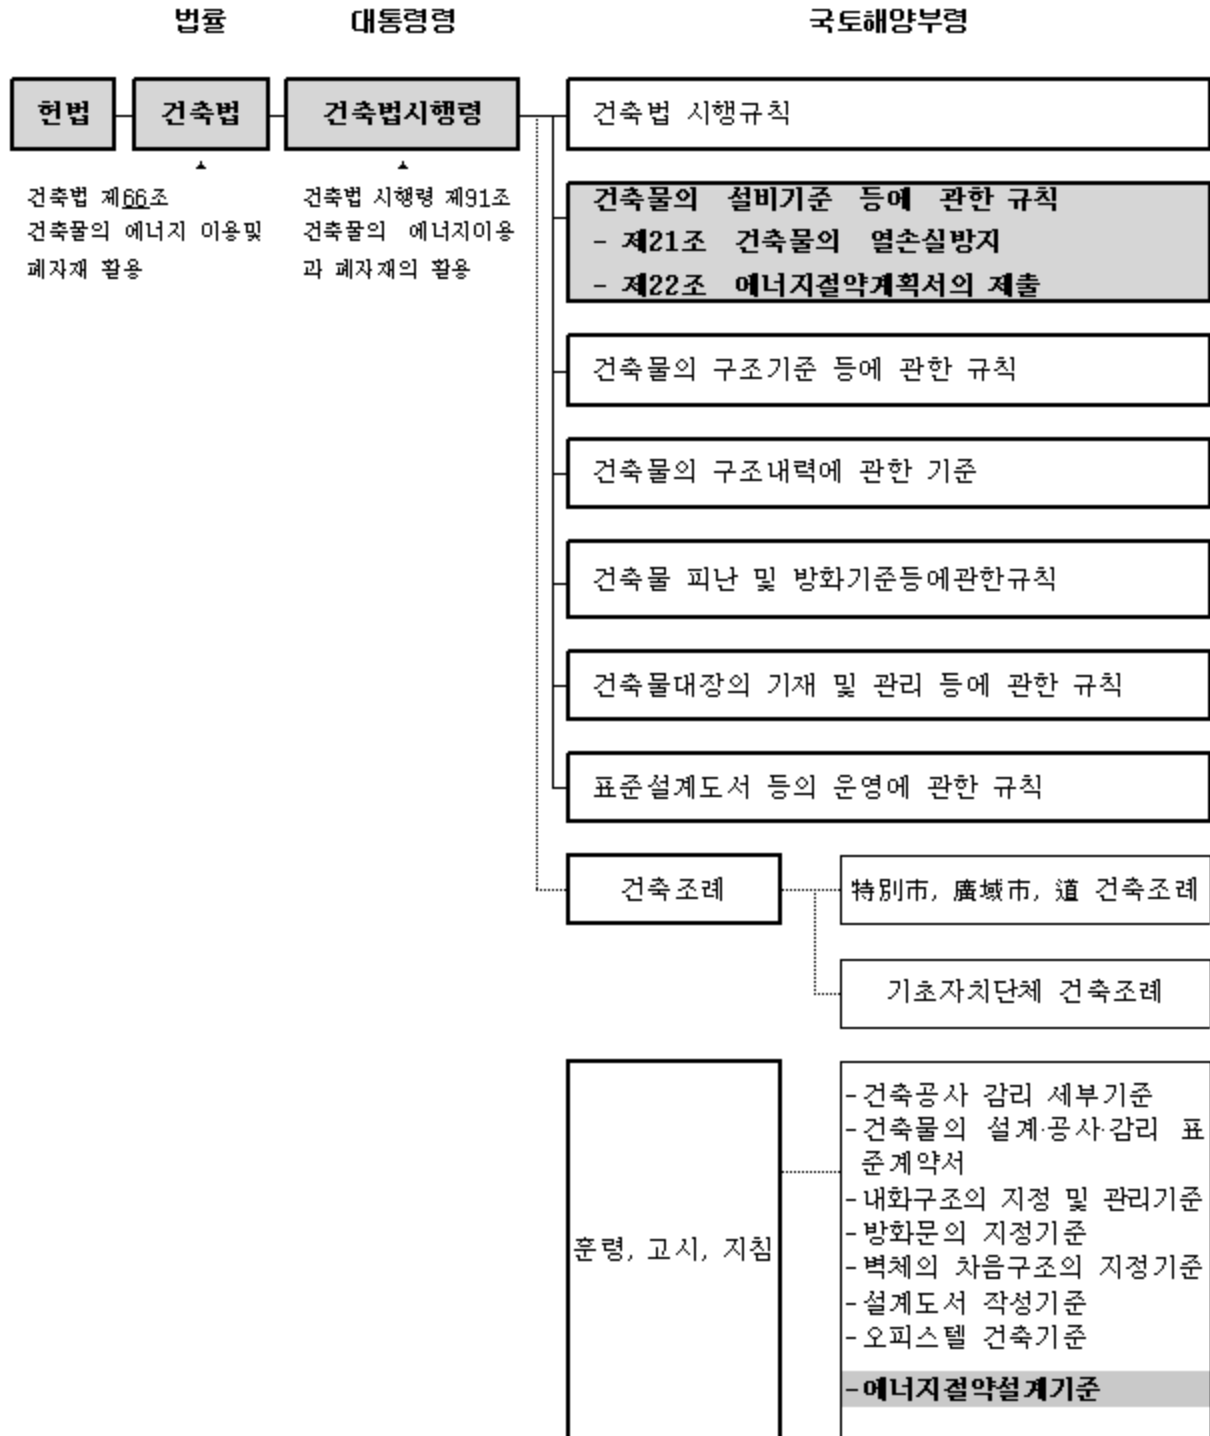 법률 대통령령 국토해양부령
헌법 건축법 건축법시행령 건축법 시행규칙
건축법 제66조
건축물의 에너지 이용및
폐자재 활용
건축법 시행령 제91조
건축물의 에너지이용
과 폐자재의 활용
건축물의 설비기준 등에 관한 규칙
- 제21조 건축물의 열손실방지
- 제22조 에너지절약계획서의 제출
건축물의 구조기준 등에 관한 규칙
건축물의 구조내력에 관한 기준
건축물 피난 및 방화기준등에관한규칙
건축물대장의 기재 및 관리 등에 관한 규칙
표준설계도서 등의 운영에 관한 규칙
건축조례 特別市, 廣域市, 道 건축조례
기초자치단체 건축조례
훈령, 고시, 지침
-건축공사 감리 세부기준
-건축물의 설계·공사·감리 표
준계약서
-내화구조의 지정 및 관리기준
-방화문의 지정기준
-벽체의 차음구조의 지정기준
-설계도서 작성기준
-오피스텔 건축기준
-에너지절약설계기준